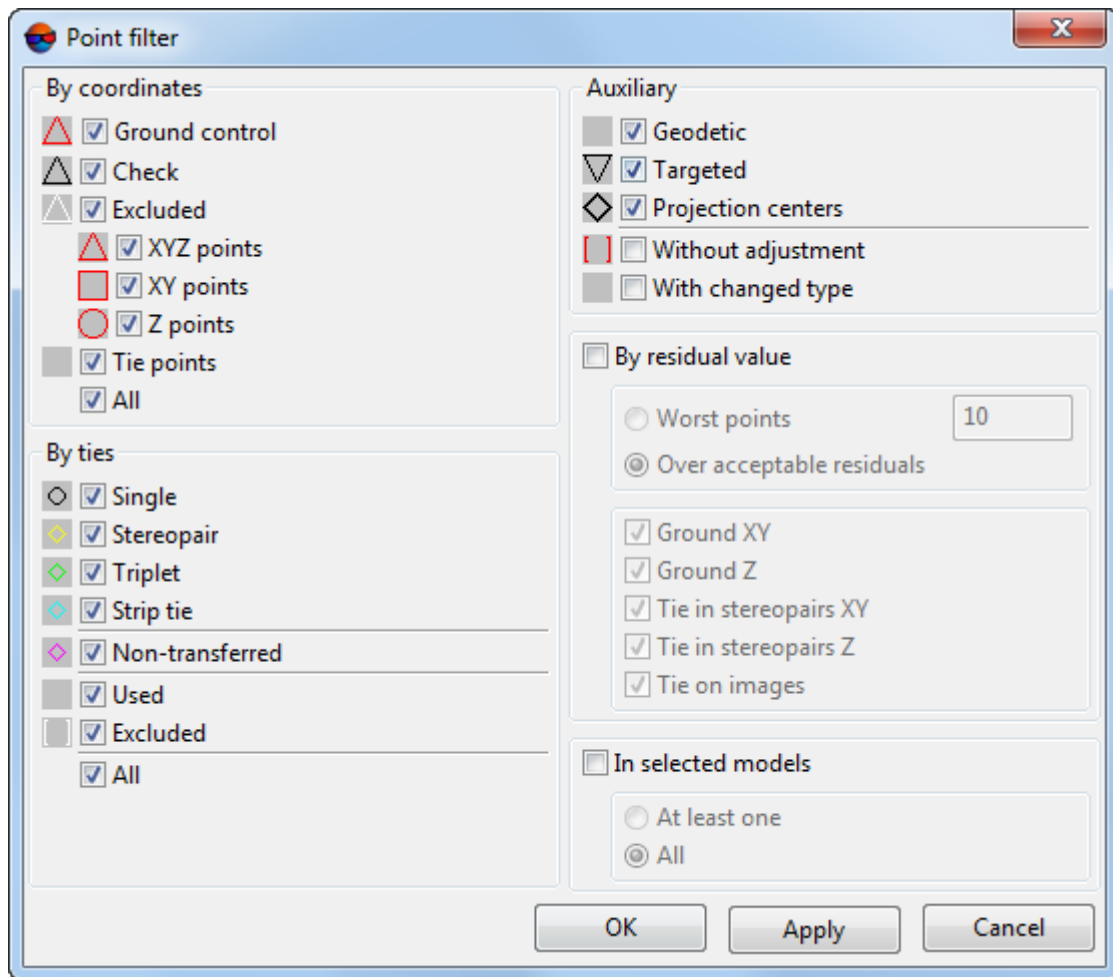 Point filter
By coordinates
Ground control
Check
Excluded
XYZ points
XY points
Z points
Tie points
All
By ties
Single
Stereopair
Triplet
Strip tie
Non-transferred
Used
Excluded
All
Auxiliary
Geodetic
Targeted
Projection centers
Without adjustment
With changed type
By residual value
Worst points 10
Over acceptable residuals
Ground XY
Ground Z
Tie in stereopairs XY
Tie in stereopairs Z
Tie on images
In selected models
At least one
All
OK Apply Cancel